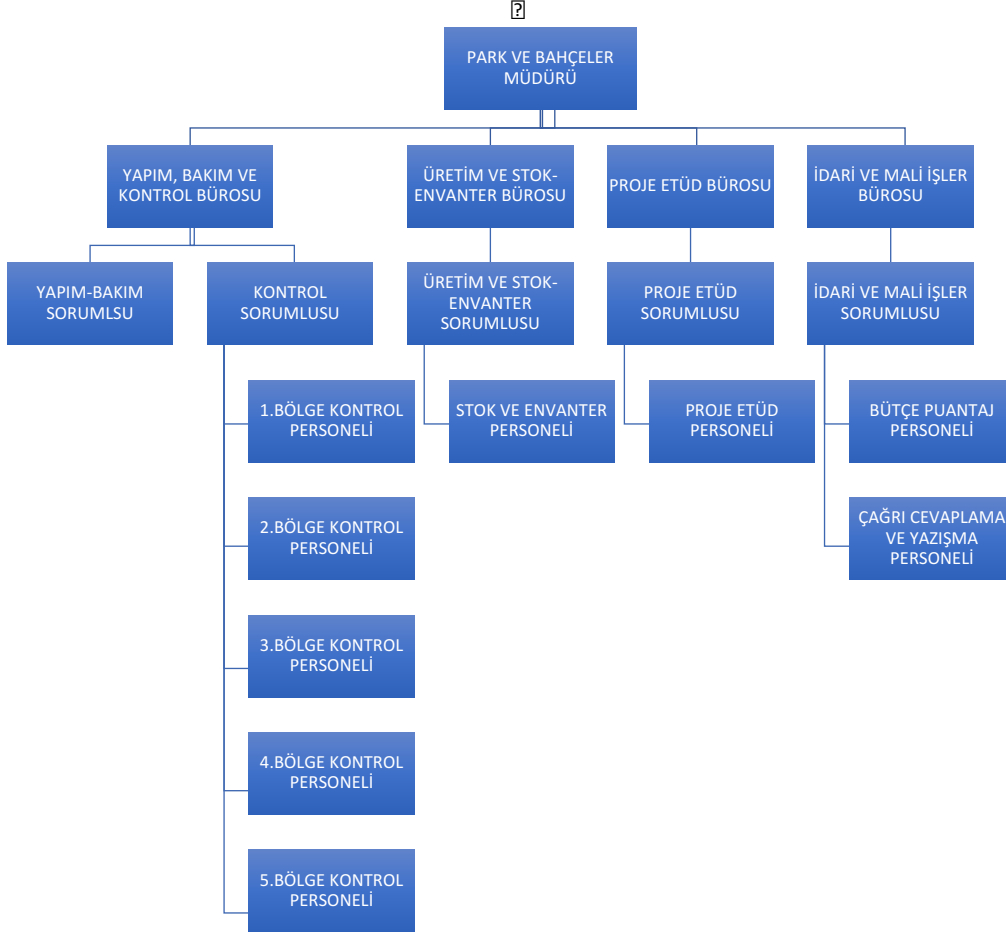 PARK VE BAHÇELER
MÜDÜRÜ
YAPIM, BAKIM VE
KONTROL BÜROSU
ÜRETİM VE STOK-
ENVANTER BÜROSU
PROJE ETÜD BÜROSU
İDARİ VE MALİ İŞLER
BÜROSU
YAPIM-BAKIM
SORUMLSU
KONTROL
SORUMLUSU
ÜRETİM VE STOK-
ENVANTER
SORUMLUSU
PROJE ETÜD
SORUMLUSU
İDARİ VE MALİ İŞLER
SORUMLUSU
1.BÖLGE KONTROL
PERSONELİ
STOK VE ENVANTER
PERSONELİ
PROJE ETÜD
PERSONELİ
BÜTÇE PUANTAJ
PERSONELİ
2.BÖLGE KONTROL
PERSONELİ
ÇAĞRI CEVAPLAMA
VE YAZIŞMA
PERSONELİ
3.BÖLGE KONTROL
PERSONELİ
4.BÖLGE KONTROL
PERSONELİ
5.BÖLGE KONTROL
PERSONELİ